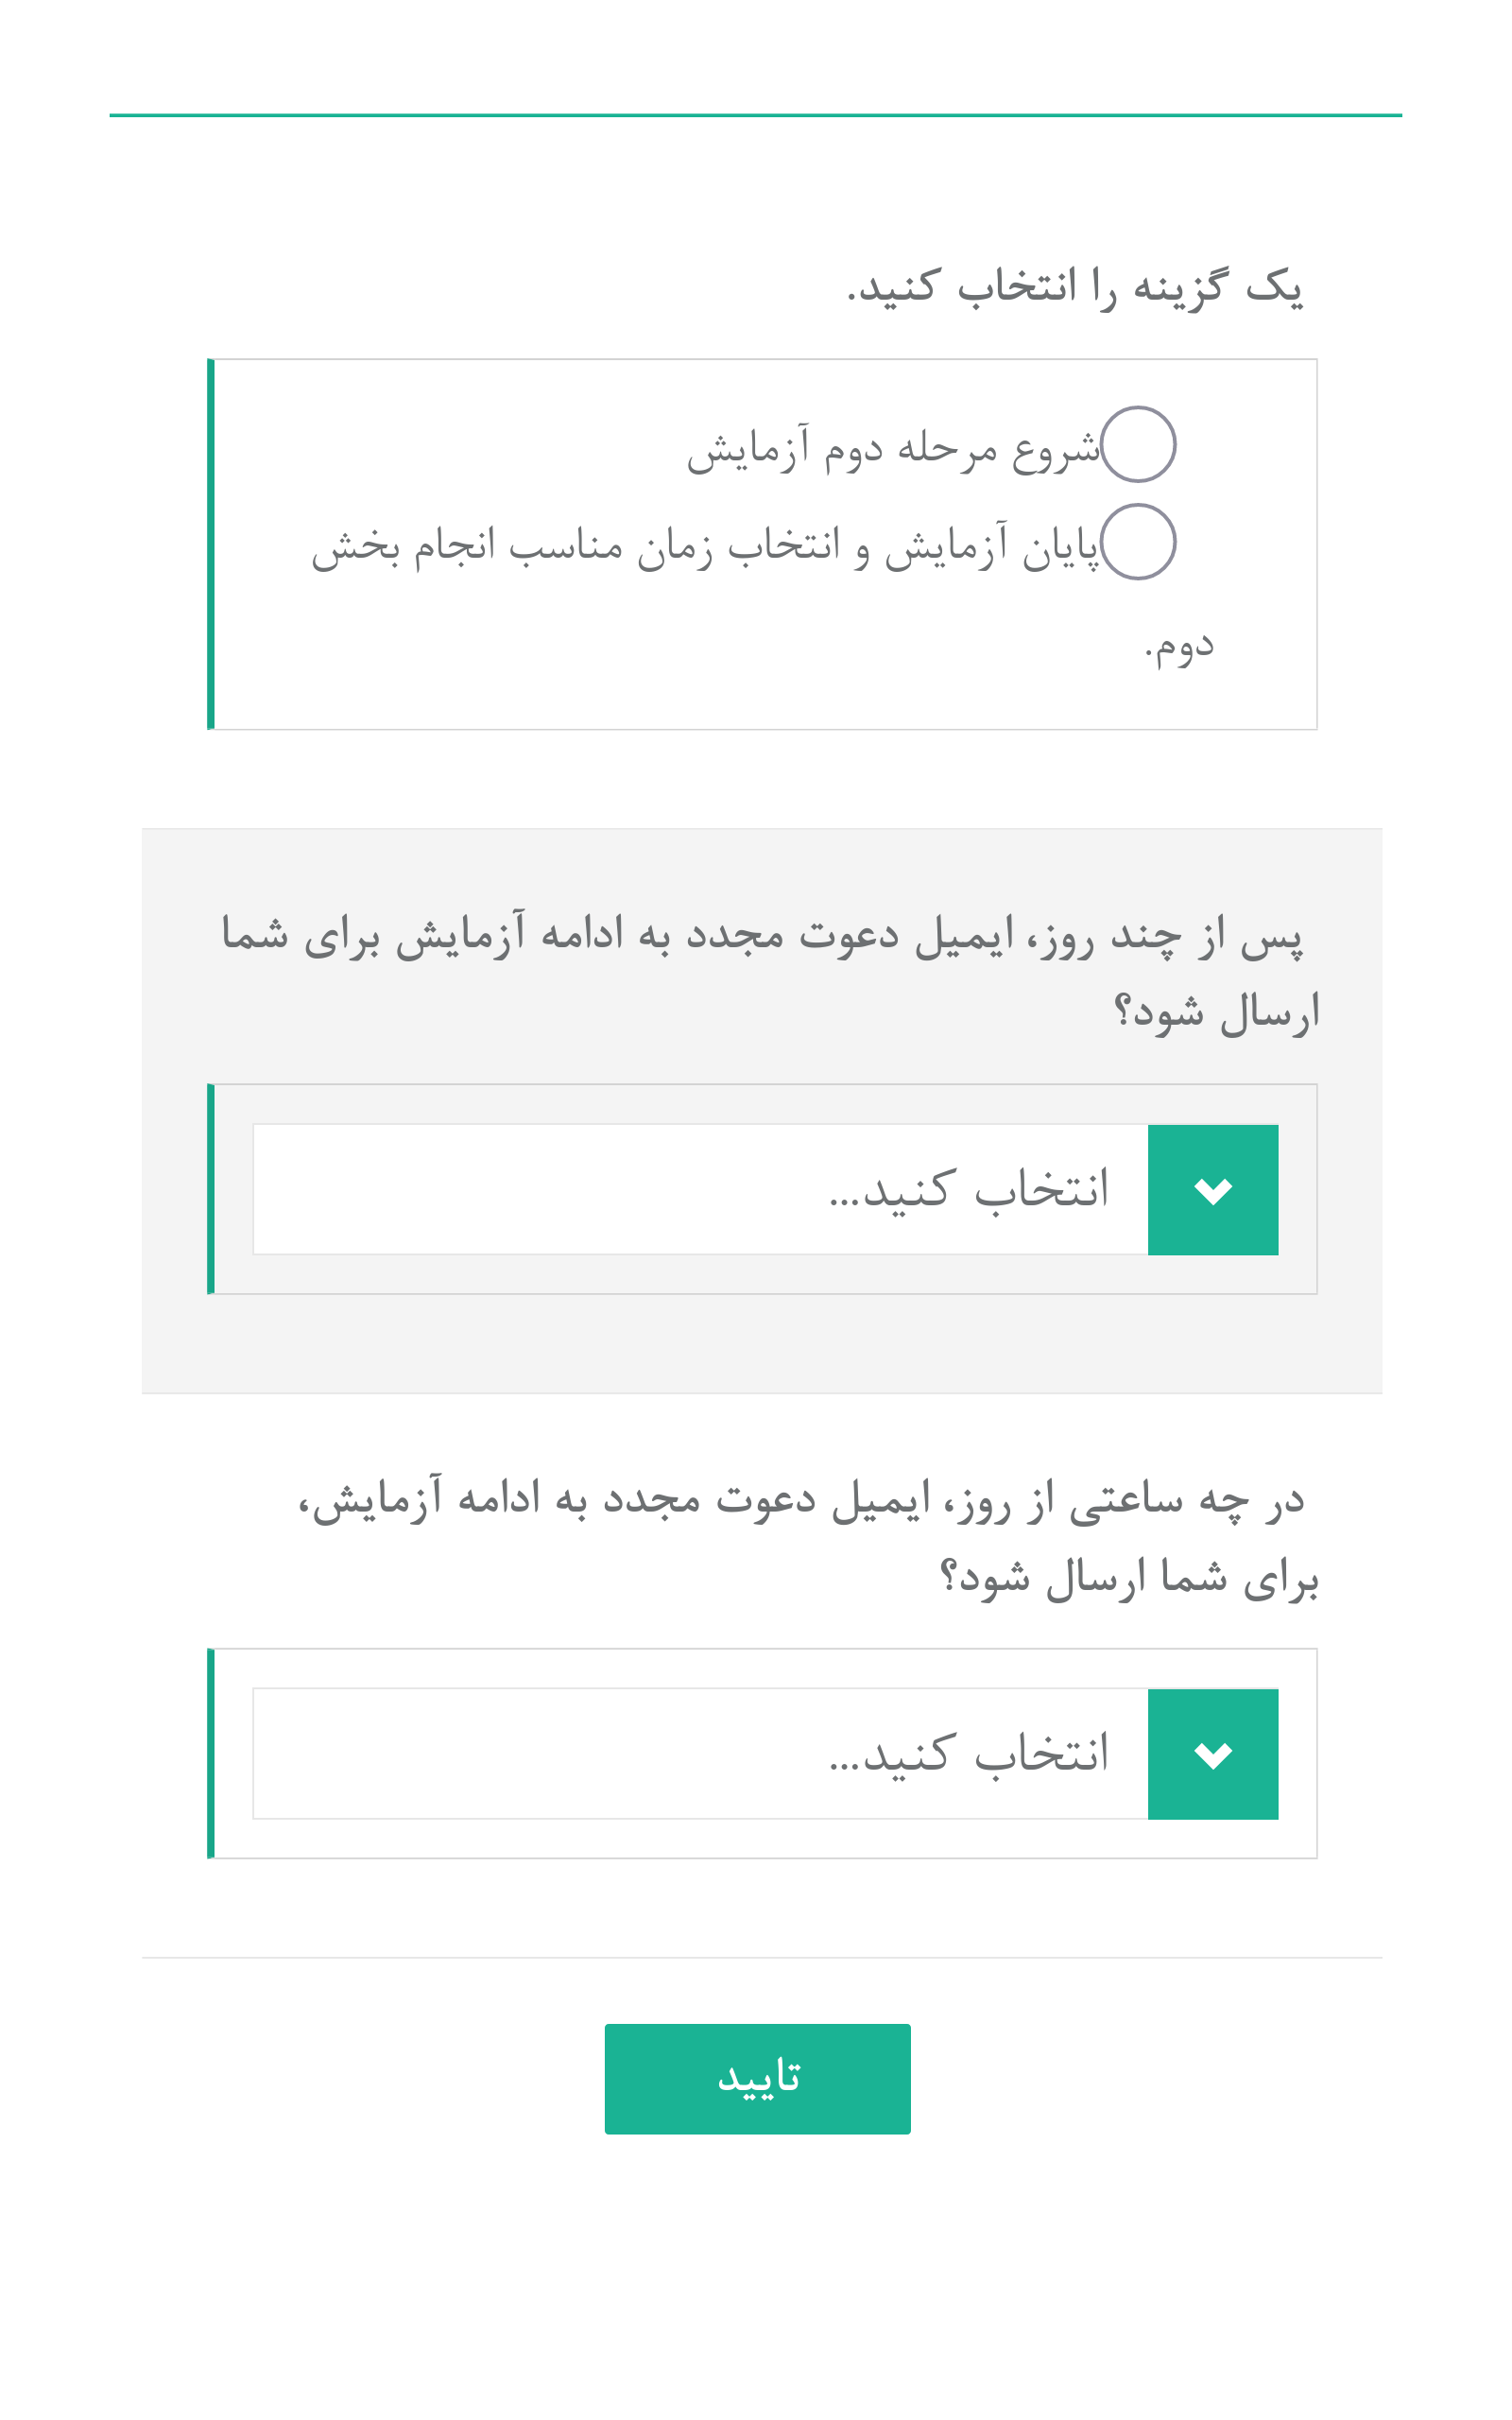 یک گزینه را انتخاب کنید.
شروع مرحله دوم آزمایش
پایان آزمایش و انتخاب زمان مناسب انجام بخش
دوم.
پس از چند روز، ایمیل دعوت مجدد به ادامه آزمایش برای شما
ارسال شود؟
انتخاب کنید...
در چه ساعتی از روز، ایمیل دعوت مجدد به ادامه آزمایش،
برای شما ارسال شود؟
انتخاب کنید...
تایید